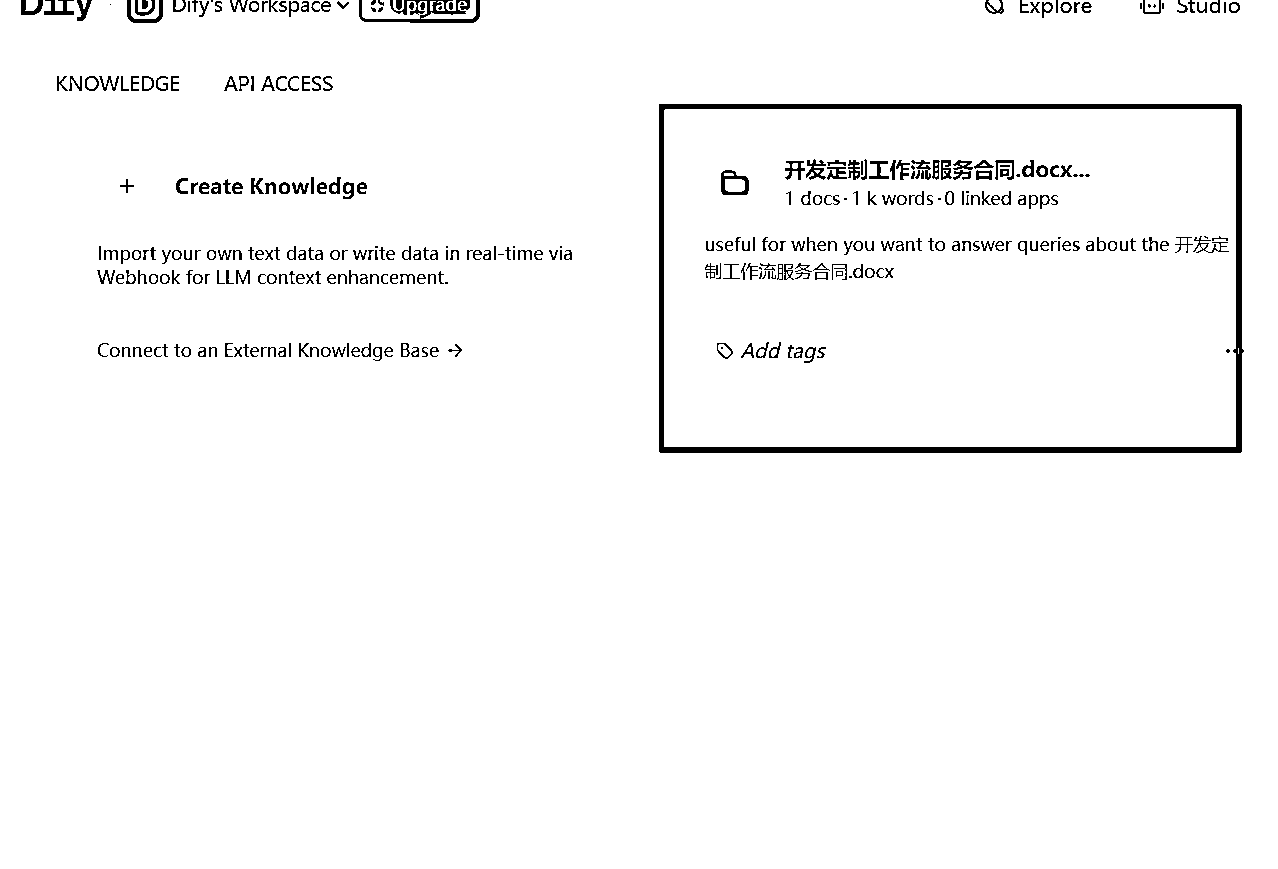 Dify
Dify's Workspace
Upgrade
Explore
Studio
KNOWLEDGE
API ACCESS
+ Create Knowledge
Import your own text data or write data in real-time via
Webhook for LLM context enhancement.
Connect to an External Knowledge Base →
开发定制工作流服务合同.docx...
1 docs·1 k words·0 linked apps
useful for when you want to answer queries about the 开发定
制工作流服务合同.docx
Add tags
...